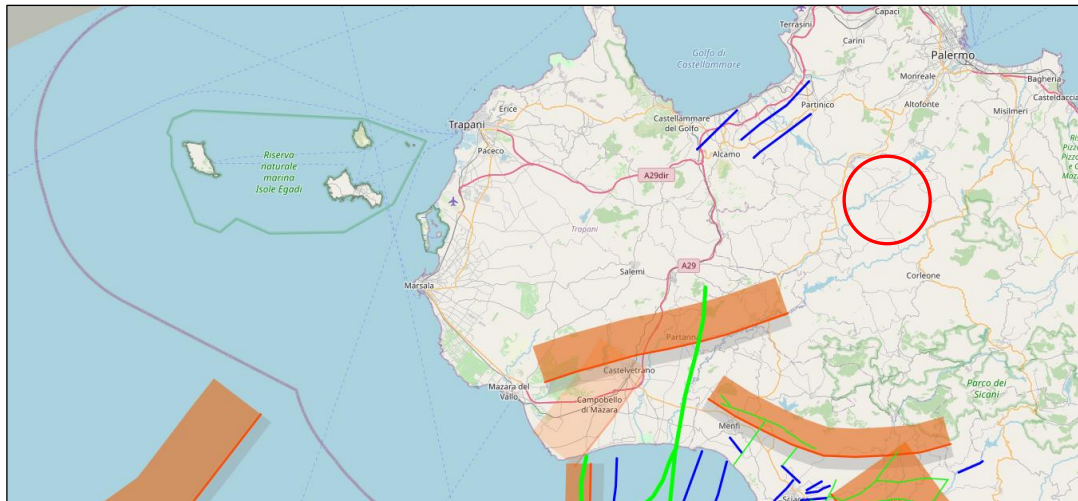 Capaci
Terrasini
Carini
Golfo di
Castellammare
Palermo
Monreale
Bagheria
Casteldaccia
Erice
Trapani
Partinico
Altofonte
Misilmeri
Castellammare
del Golfo
Paceco
Alcamo
Riserva
naturale
marina
Isole Egadi
A29dir
Trapani
Salemi
A29
Corleone
Marsala
Partanna
Castelvetrano
Mazara del
Vallo
Campobello
di Mazara
Parco dei
Sicani
Menfi